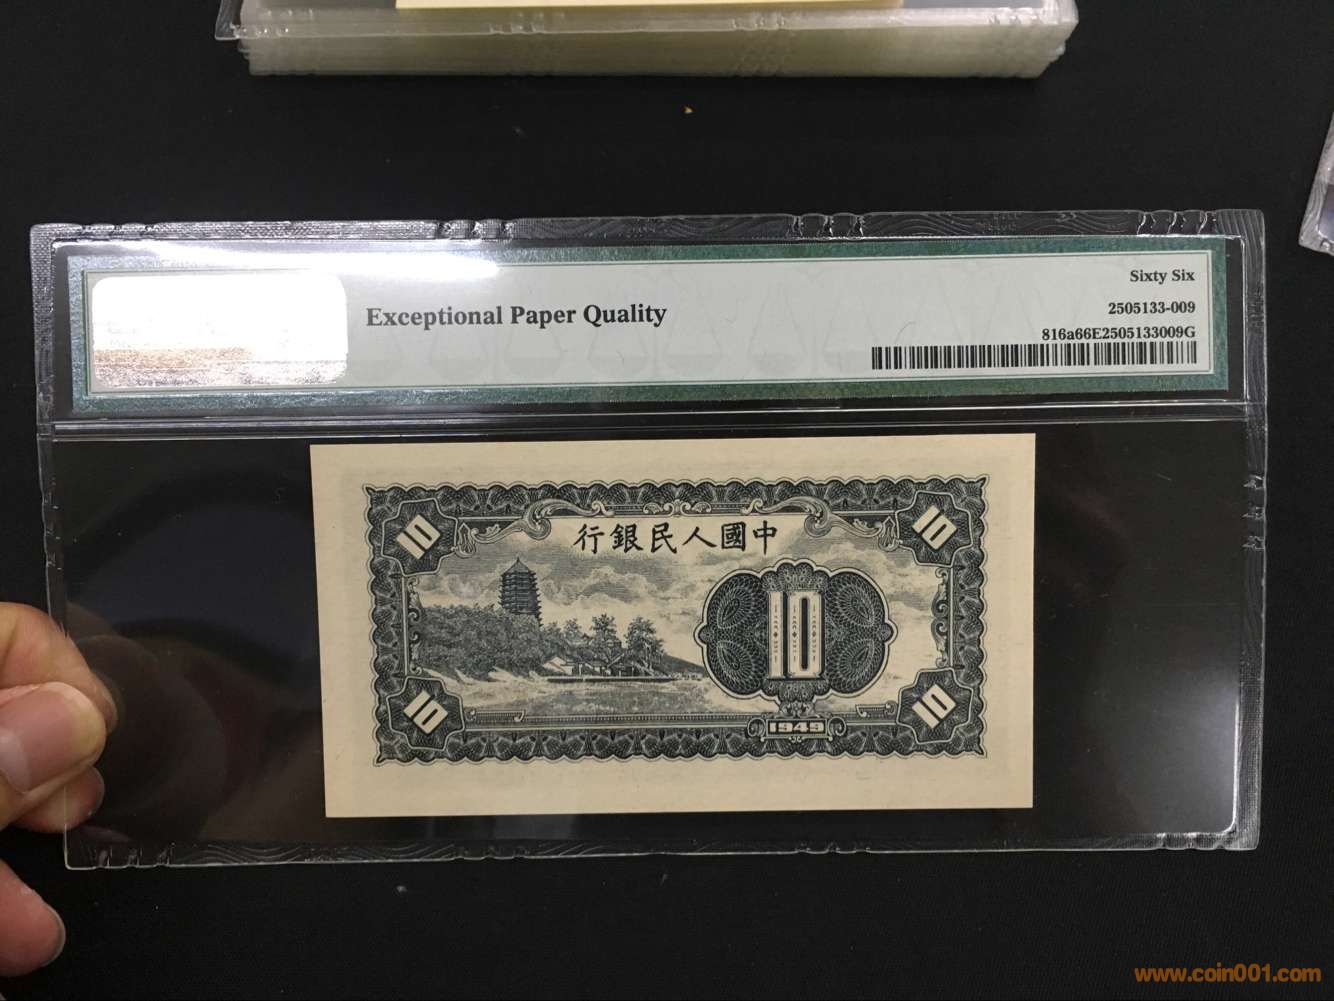 Exceptional Paper Quality
Sixty Six
2505133-009
816a66E2505133009G
行銀民人國中
10
10
10
10
10
1949
www.coin001.com